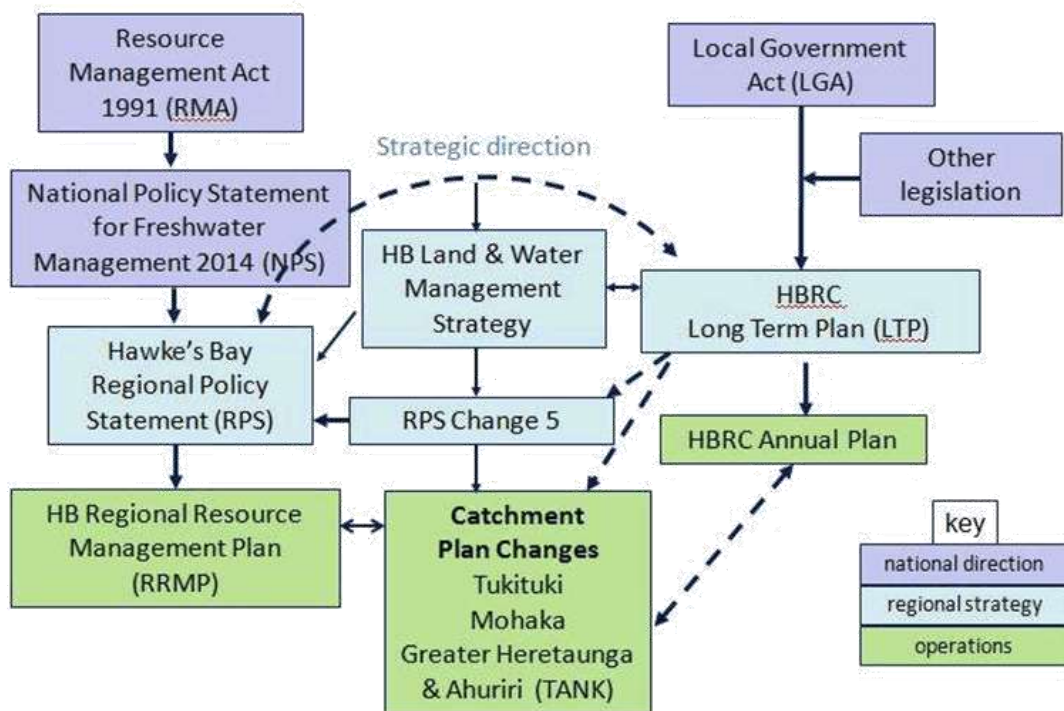 Resource
Management Act
1991 (RMA)
Local Government
Act (LGA)
Strategic direction
Other
legislation
National Policy Statement
for Freshwater
Management 2014 (NPS)
HB Land & Water
Management
Strategy
HBRC
Long Term Plan (LTP)
Hawke's Bay
Regional Policy
Statement (RPS)
RPS Change 5
HBRC Annual Plan
HB Regional Resource
Management Plan
(RRMP)
Catchment
Plan Changes
Tukituki
Mohaka
Greater Heretaunga
& Ahuriri (TANK)
key
national direction
regional strategy
operations